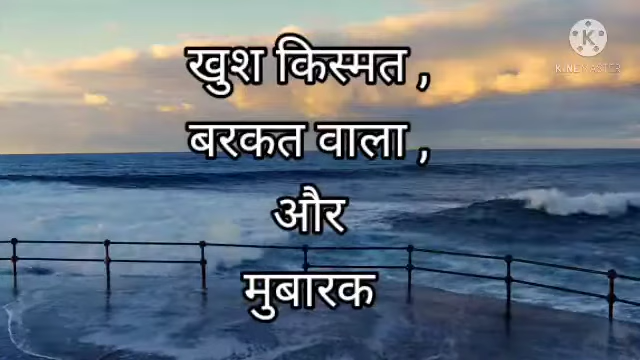 खुश किस्मत ,
बरकत वाला ,
और
मुबारक
KINEMASTER